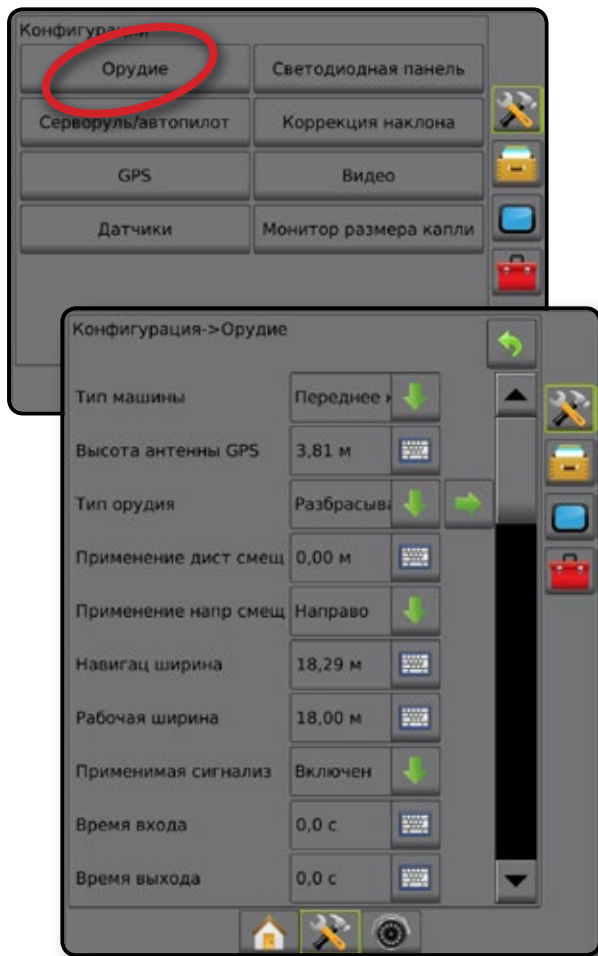 Конфигурация
Орудие Светодиодная панель
Серворуль/автопилот Коррекция наклона
GPS Видео
Датчики Монитор размера капли
Конфигурация->Орудие
Тип машины Переднее
Высота антенны GPS 3,81 м
Тип орудия Разбрасыва
Применение дист смещ 0,00 м
Применение напр смещ Направо
Навигац ширина 18,29 м
Рабочая ширина 18,00 м
Применимая сигнализ Включен
Время входа 0,0 с
Время выхода 0,0 с